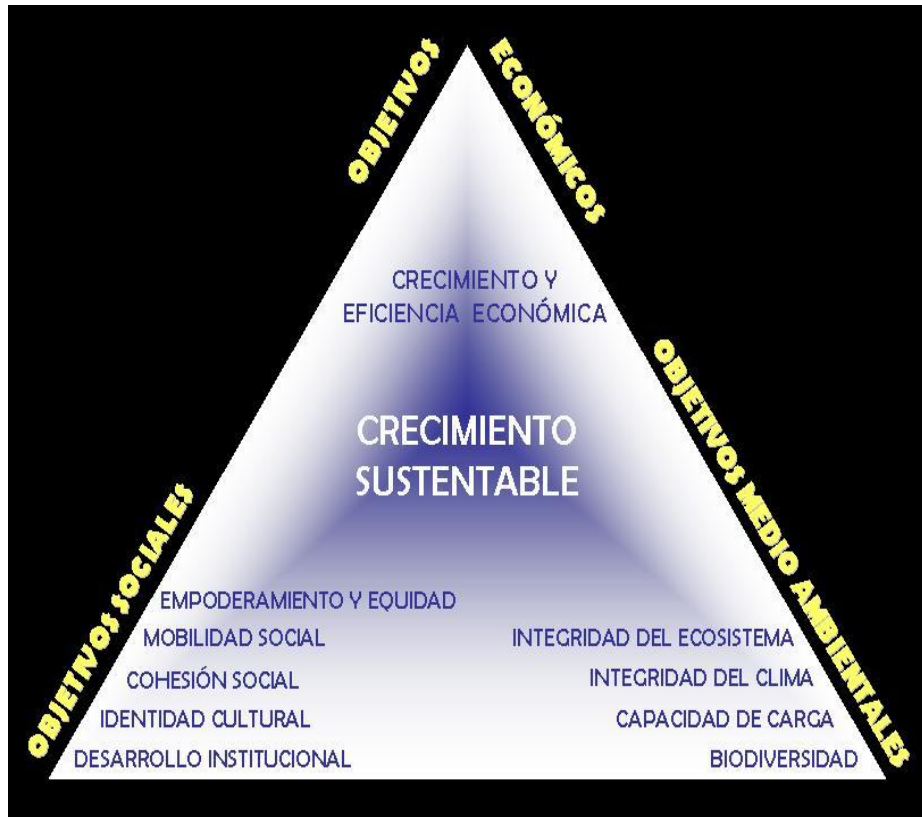 OBJETIVOS
ECONÓMICOS
CRECIMIENTO Y
EFICIENCIA ECONÓMICA
CRECIMIENTO
SUSTENTABLE
OBJETIVOS SOCIALES
EMPODERAMIENTO Y EQUIDAD
MOBILIDAD SOCIAL
COHESIÓN SOCIAL
IDENTIDAD CULTURAL
DESARROLLO INSTITUCIONAL
OBJETIVOS MEDIO AMBIENTALES
INTEGRIDAD DEL ECOSISTEMA
INTEGRIDAD DEL CLIMA
CAPACIDAD DE CARGA
BIODIVERSIDAD